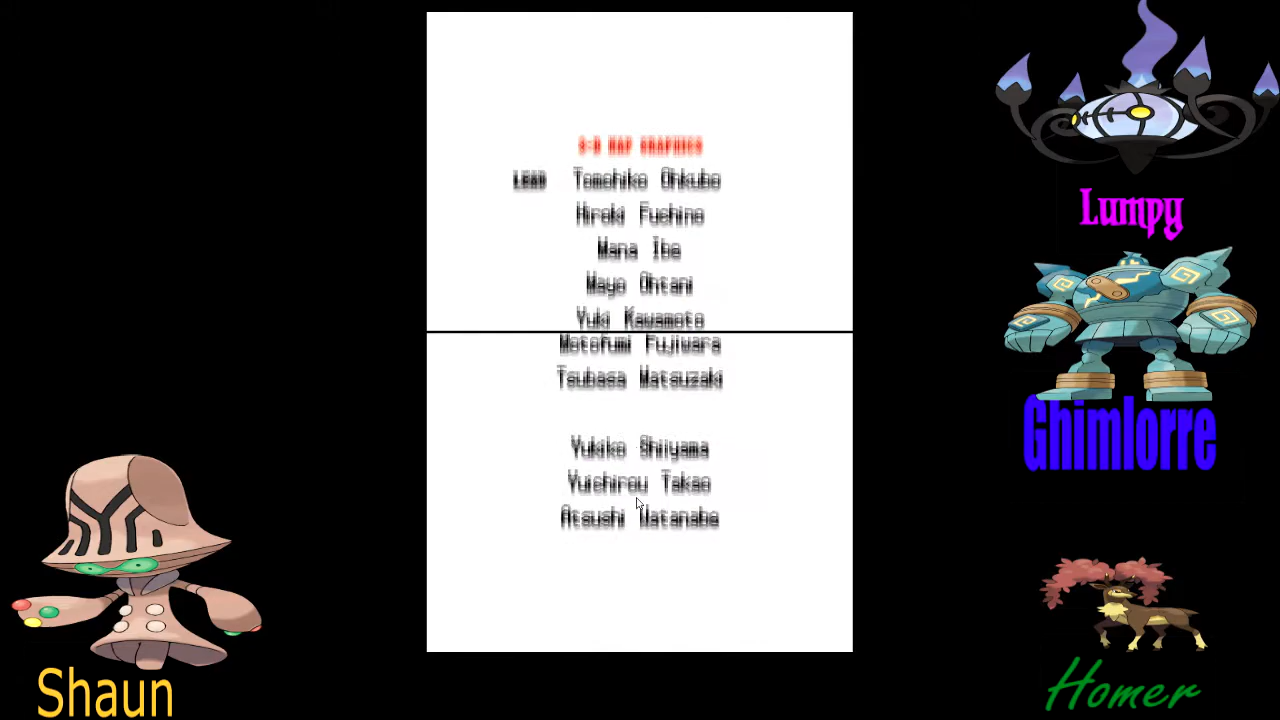 3-D MAP GRAPHICS
LEAD Tomohiko Ohkubo
Hiroki Fuchino
Mana Ibe
Mayo Ohtani
Yuki Kawamoto
Motofumi Fujiwara
Tsubasa Matsuzaki
Yukiko Shiiyama
Yuichirou Takao
Atsushi Watanabe
Lumpy
Ghimlorre
Homer
Shaun